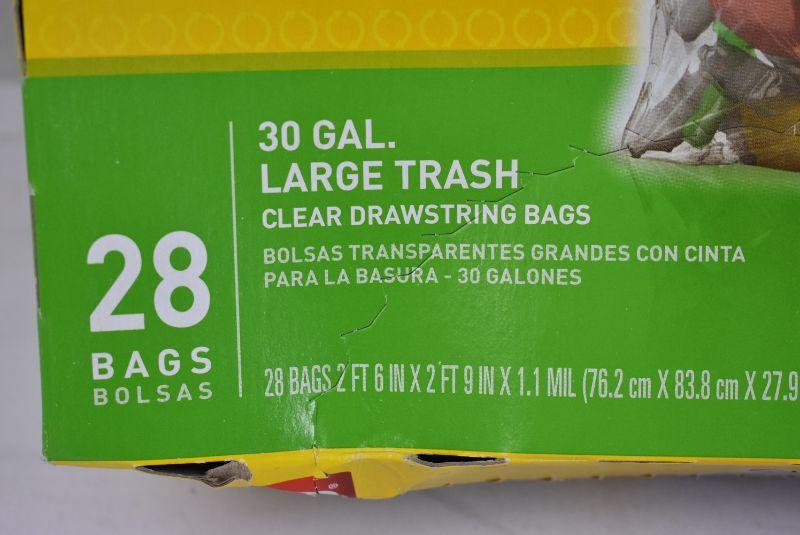 30 GAL.
LARGE TRASH
CLEAR DRAWSTRING BAGS
BOLSAS TRANSPARENTES GRANDES CON CINTA
PARA LA BASURA - 30 GALONES
28
BAGS
BOLSAS
28 BAGS 2 FT 6 IN X 2 FT 9 IN X 1.1 MIL (76.2 cm X 83.8 cm X 27.9
®